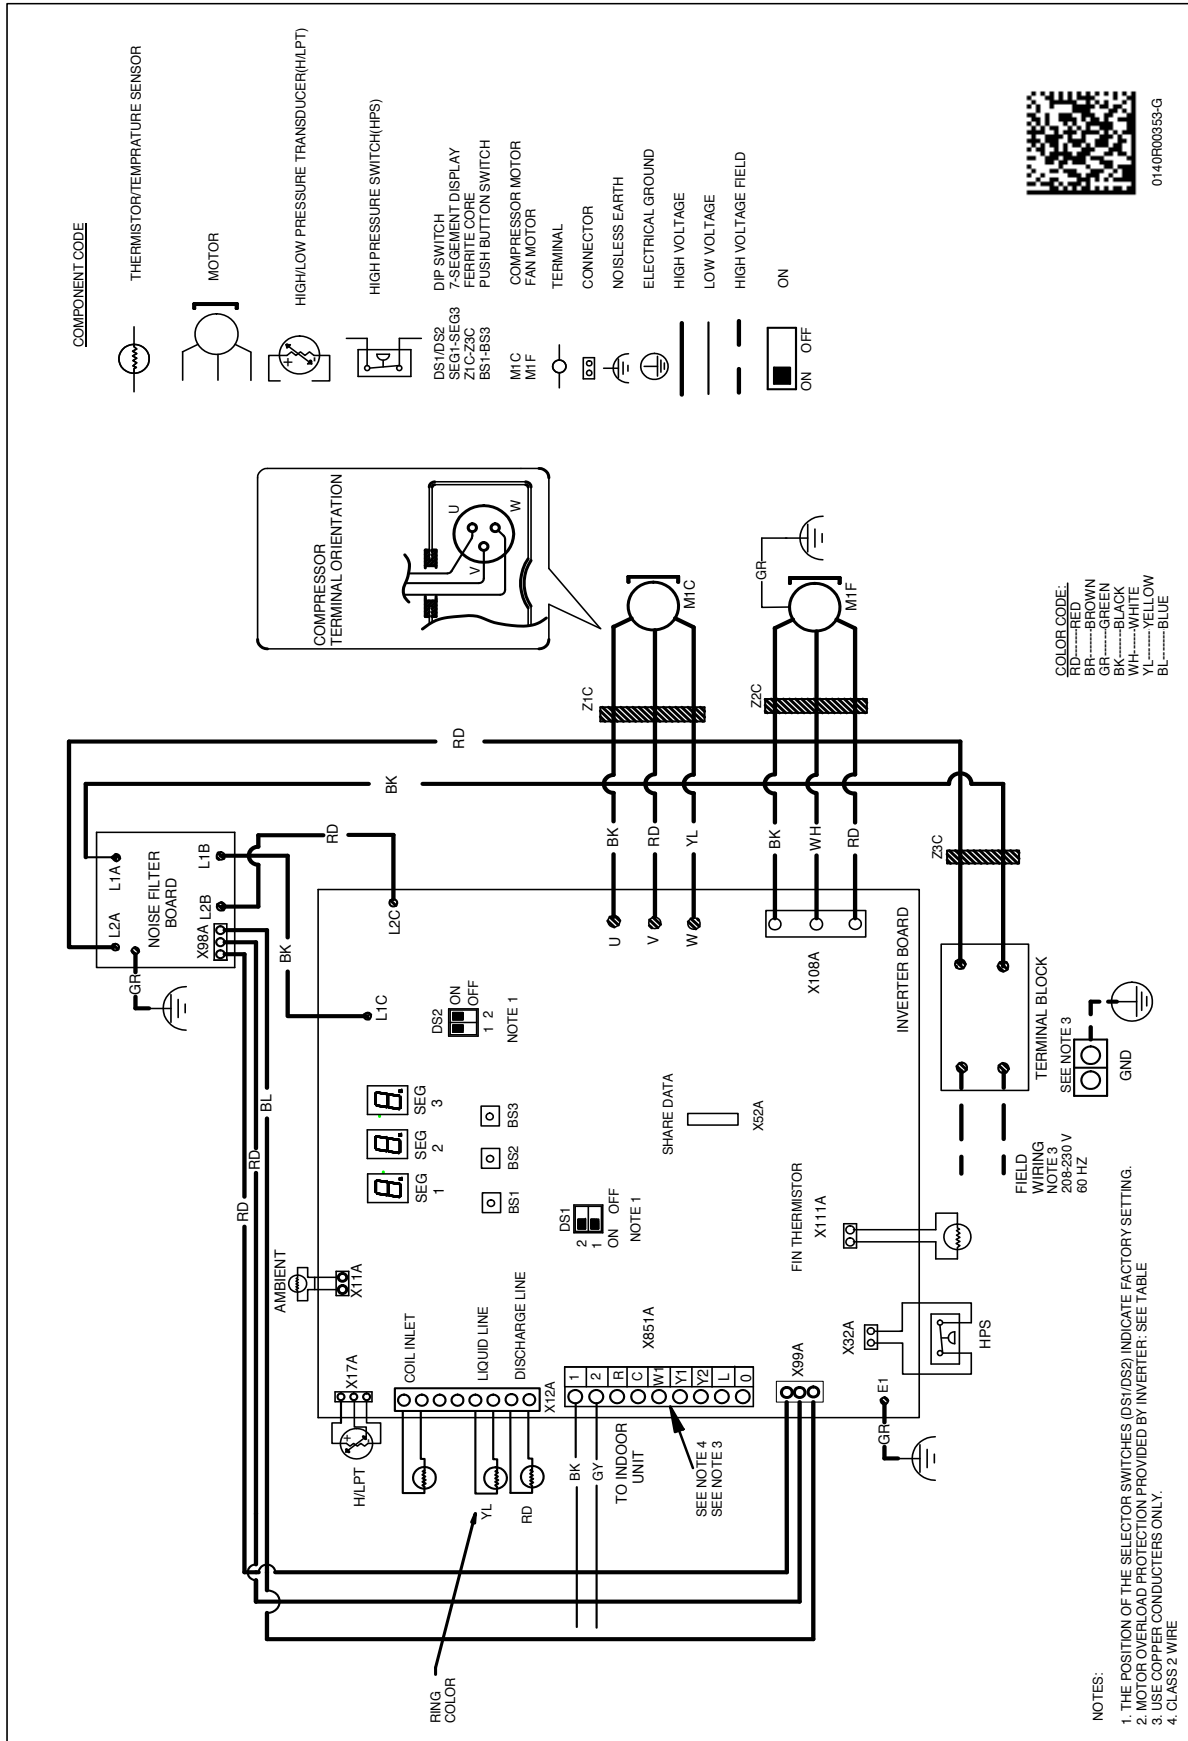 COMPONENT CODE
THERMISTOR/TEMPRATURE SENSOR
MOTOR
HIGH/LOW PRESSURE TRANSDUCER(H/LPT)
HIGH PRESSURE SWITCH(HPS)
DS1/DS2 DIP SWITCH
SEG1-SEG3 7-SEGEMENT DISPLAY
Z1C-Z3C FERRITE CORE
BS1-BS3 PUSH BUTTON SWITCH
M1C COMPRESSOR MOTOR
M1F FAN MOTOR
TERMINAL
CONNECTOR
NOISLESS EARTH
ELECTRICAL GROUND
HIGH VOLTAGE
LOW VOLTAGE
HIGH VOLTAGE FIELD
ON OFF ON
0140R00353-G
COMPRESSOR
TERMINAL ORIENTATION
U
V
W
NOISE FILTER
BOARD
L2A
L1A
X98A
L2B
L1B
GR
RD
BK
RD
BK
RD
RD
BL
L1C
L2C
Z1C
M1C
BK
RD
YL
U
V
W
Z2C
M1F
GR
BK
WH
RD
X108A
INVERTER BOARD
Z3C
TERMINAL BLOCK
SEE NOTE 3
GND
FIELD
WIRING
NOTE 3
208-230 V
60 HZ
DS2
ON
OFF
1 2
NOTE 1
SEG
1
SEG
2
SEG
3
BS1
BS2
BS3
SHARE DATA
X52A
DS1
2
1
ON OFF
NOTE 1
FIN THERMISTOR
X111A
AMBIENT
X11A
X17A
H/LPT
COIL INLET
LIQUID LINE
DISCHARGE LINE
X12A
YL
RD
RING
COLOR
X851A
1
2
R
C
W1
Y1
Y2
L
0
BK
GY
TO INDOOR
UNIT
SEE NOTE 4
SEE NOTE 3
X99A
X32A
HPS
E1
GR
COLOR CODE:
RD-------RED
BR-------BROWN
GR-------GREEN
BK-------BLACK
WH------WHITE
YL-------YELLOW
BL-------BLUE
NOTES:
1. THE POSITION OF THE SELECTOR SWITCHES (DS1/DS2) INDICATE FACTORY SETTING.
2. MOTOR OVERLOAD PROTECTION PROVIDED BY INVERTER: SEE TABLE
3. USE COPPER CONDUCTERS ONLY.
4. CLASS 2 WIRE